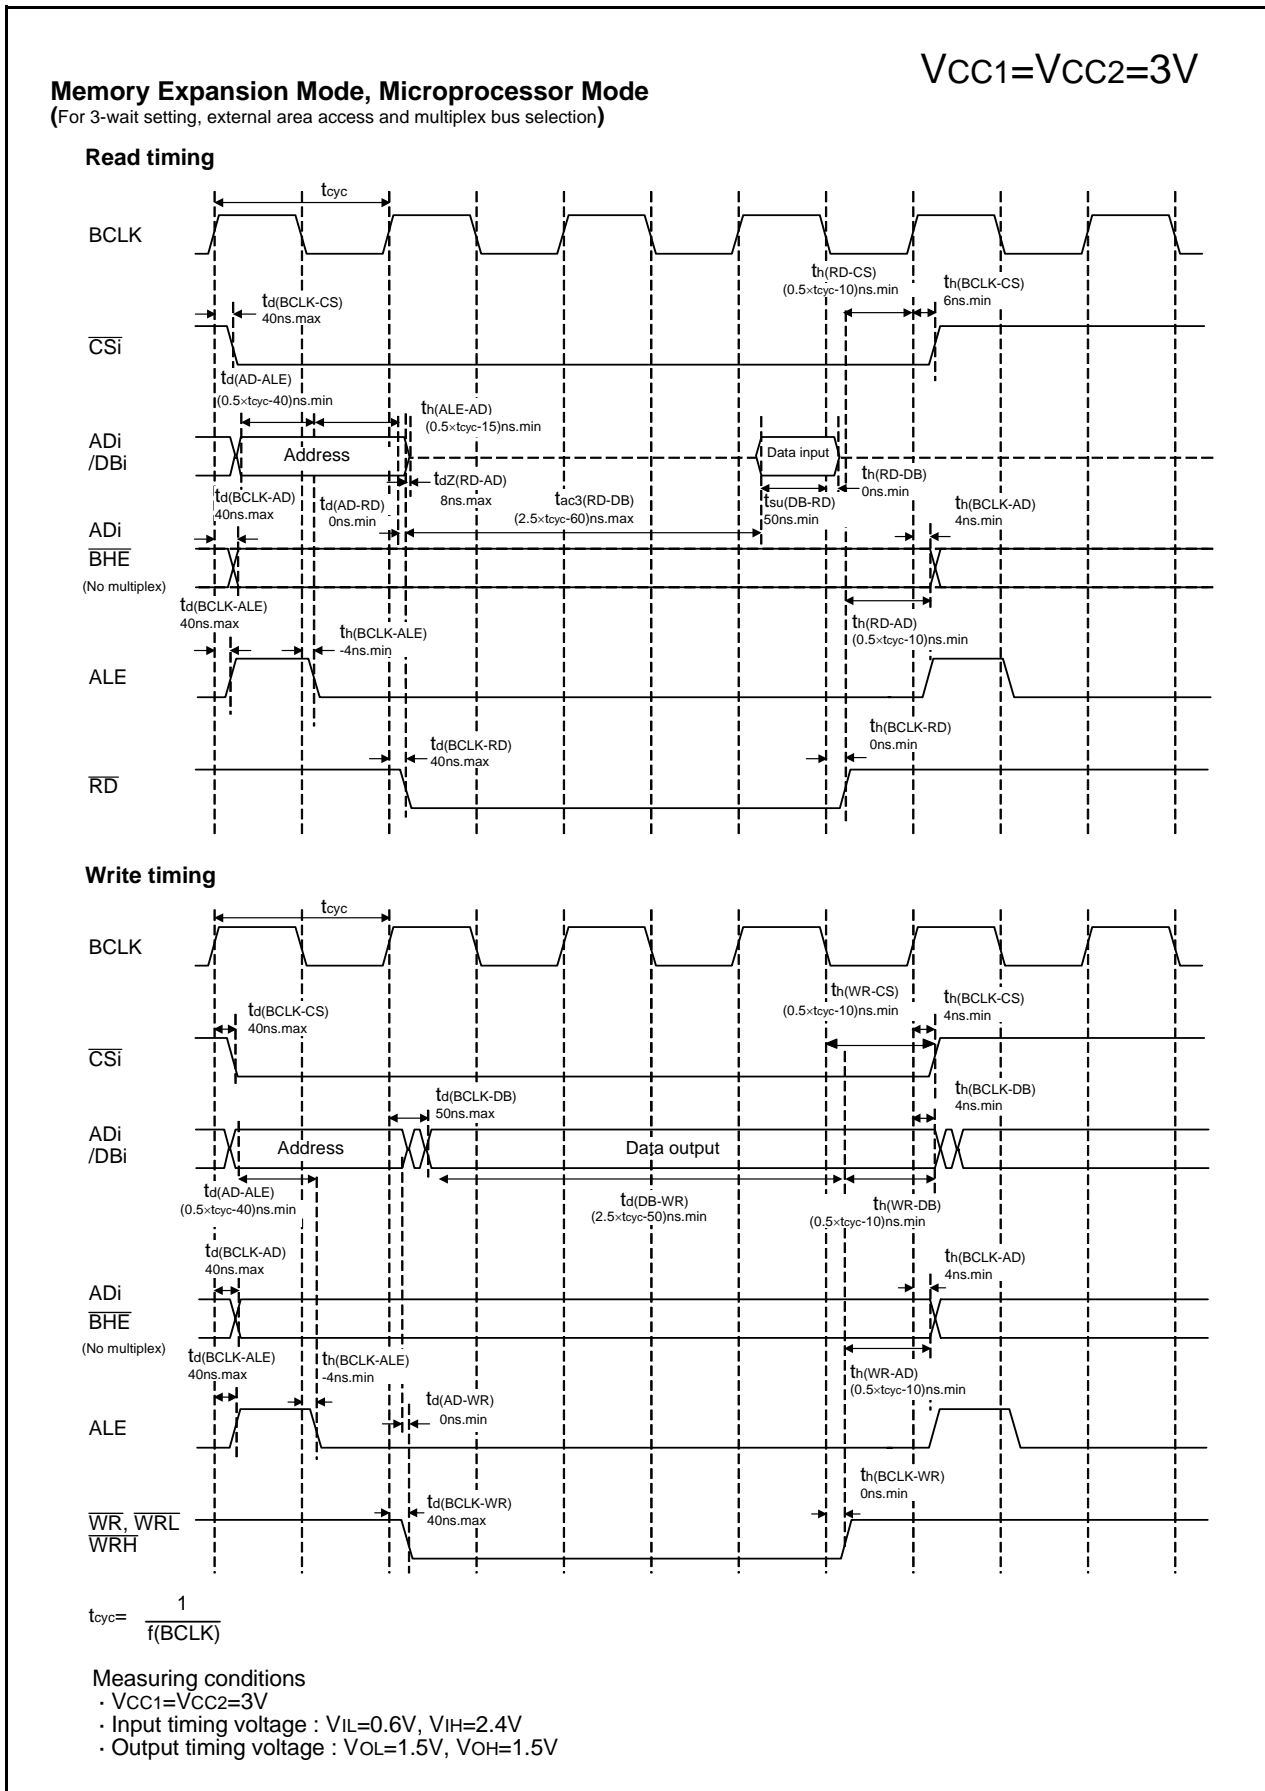 VCC1=VCC2=3V
Memory Expansion Mode, Microprocessor Mode
(For 3-wait setting, external area access and multiplex bus selection)
Read timing
tcyc
BCLK
th(RD-CS)
(0.5×tcyc-10)ns.min
th(BCLK-CS)
6ns.min
td(BCLK-CS)
40ns.max
CSi
td(AD-ALE)
(0.5×tcyc-40)ns.min
th(ALE-AD)
(0.5×tcyc-15)ns.min
ADi
/DBi
Address
Data input
tdZ(RD-AD)
8ns.max
th(RD-DB)
0ns.min
td(BCLK-AD)
40ns.max
td(AD-RD)
0ns.min
tac3(RD-DB)
(2.5×tcyc-60)ns.max
tsu(DB-RD)
50ns.min
th(BCLK-AD)
4ns.min
ADi
BHE
(No multiplex)
td(BCLK-ALE)
40ns.max
th(BCLK-ALE)
-4ns.min
th(RD-AD)
(0.5×tcyc-10)ns.min
ALE
td(BCLK-RD)
40ns.max
th(BCLK-RD)
0ns.min
RD
Write timing
tcyc
BCLK
th(WR-CS)
(0.5×tcyc-10)ns.min
th(BCLK-CS)
4ns.min
td(BCLK-CS)
40ns.max
CSi
td(BCLK-DB)
50ns.max
th(BCLK-DB)
4ns.min
ADi
/DBi
Address
Data output
td(AD-ALE)
(0.5×tcyc-40)ns.min
td(DB-WR)
(2.5×tcyc-50)ns.min
th(WR-DB)
(0.5×tcyc-10)ns.min
td(BCLK-AD)
40ns.max
th(BCLK-AD)
4ns.min
ADi
BHE
(No multiplex)
td(BCLK-ALE)
40ns.max
th(BCLK-ALE)
-4ns.min
td(AD-WR)
0ns.min
th(WR-AD)
(0.5×tcyc-10)ns.min
ALE
td(BCLK-WR)
40ns.max
th(BCLK-WR)
0ns.min
WR, WRL
WRH
tcyc= 1
f(BCLK)
Measuring conditions
· VCC1=VCC2=3V
· Input timing voltage : VIL=0.6V, VIH=2.4V
· Output timing voltage : VOL=1.5V, VOH=1.5V